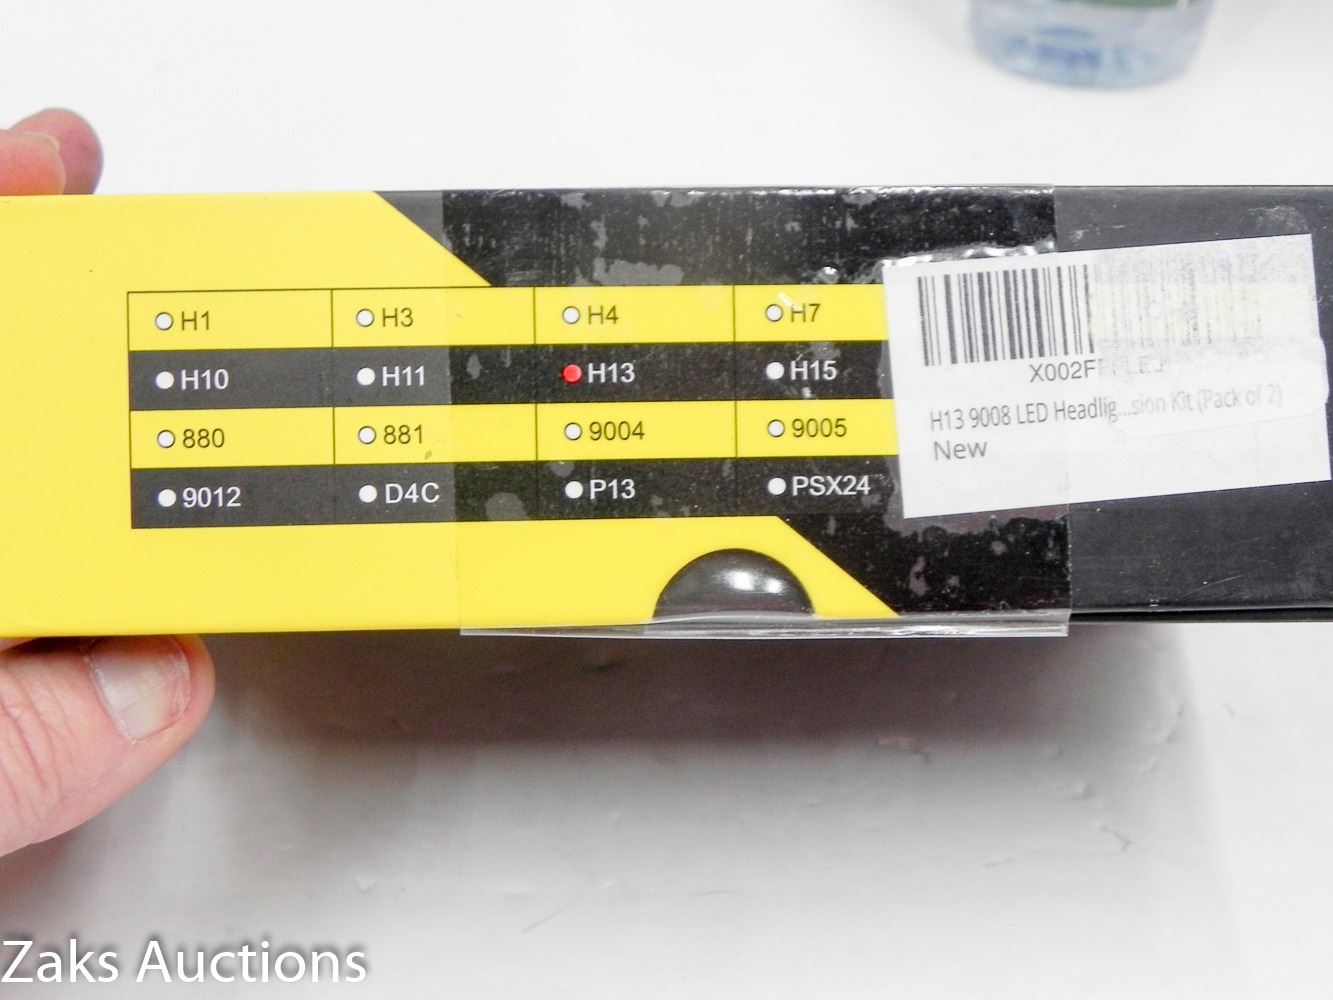 H1 H3 H4 H7
H10 H11 H13 H15
880 881 9004 9005
9012 D4C P13 PSX24
H13 9008 LED Headlig...sion Kit (Pack of 2)
New
Zaks Auctions